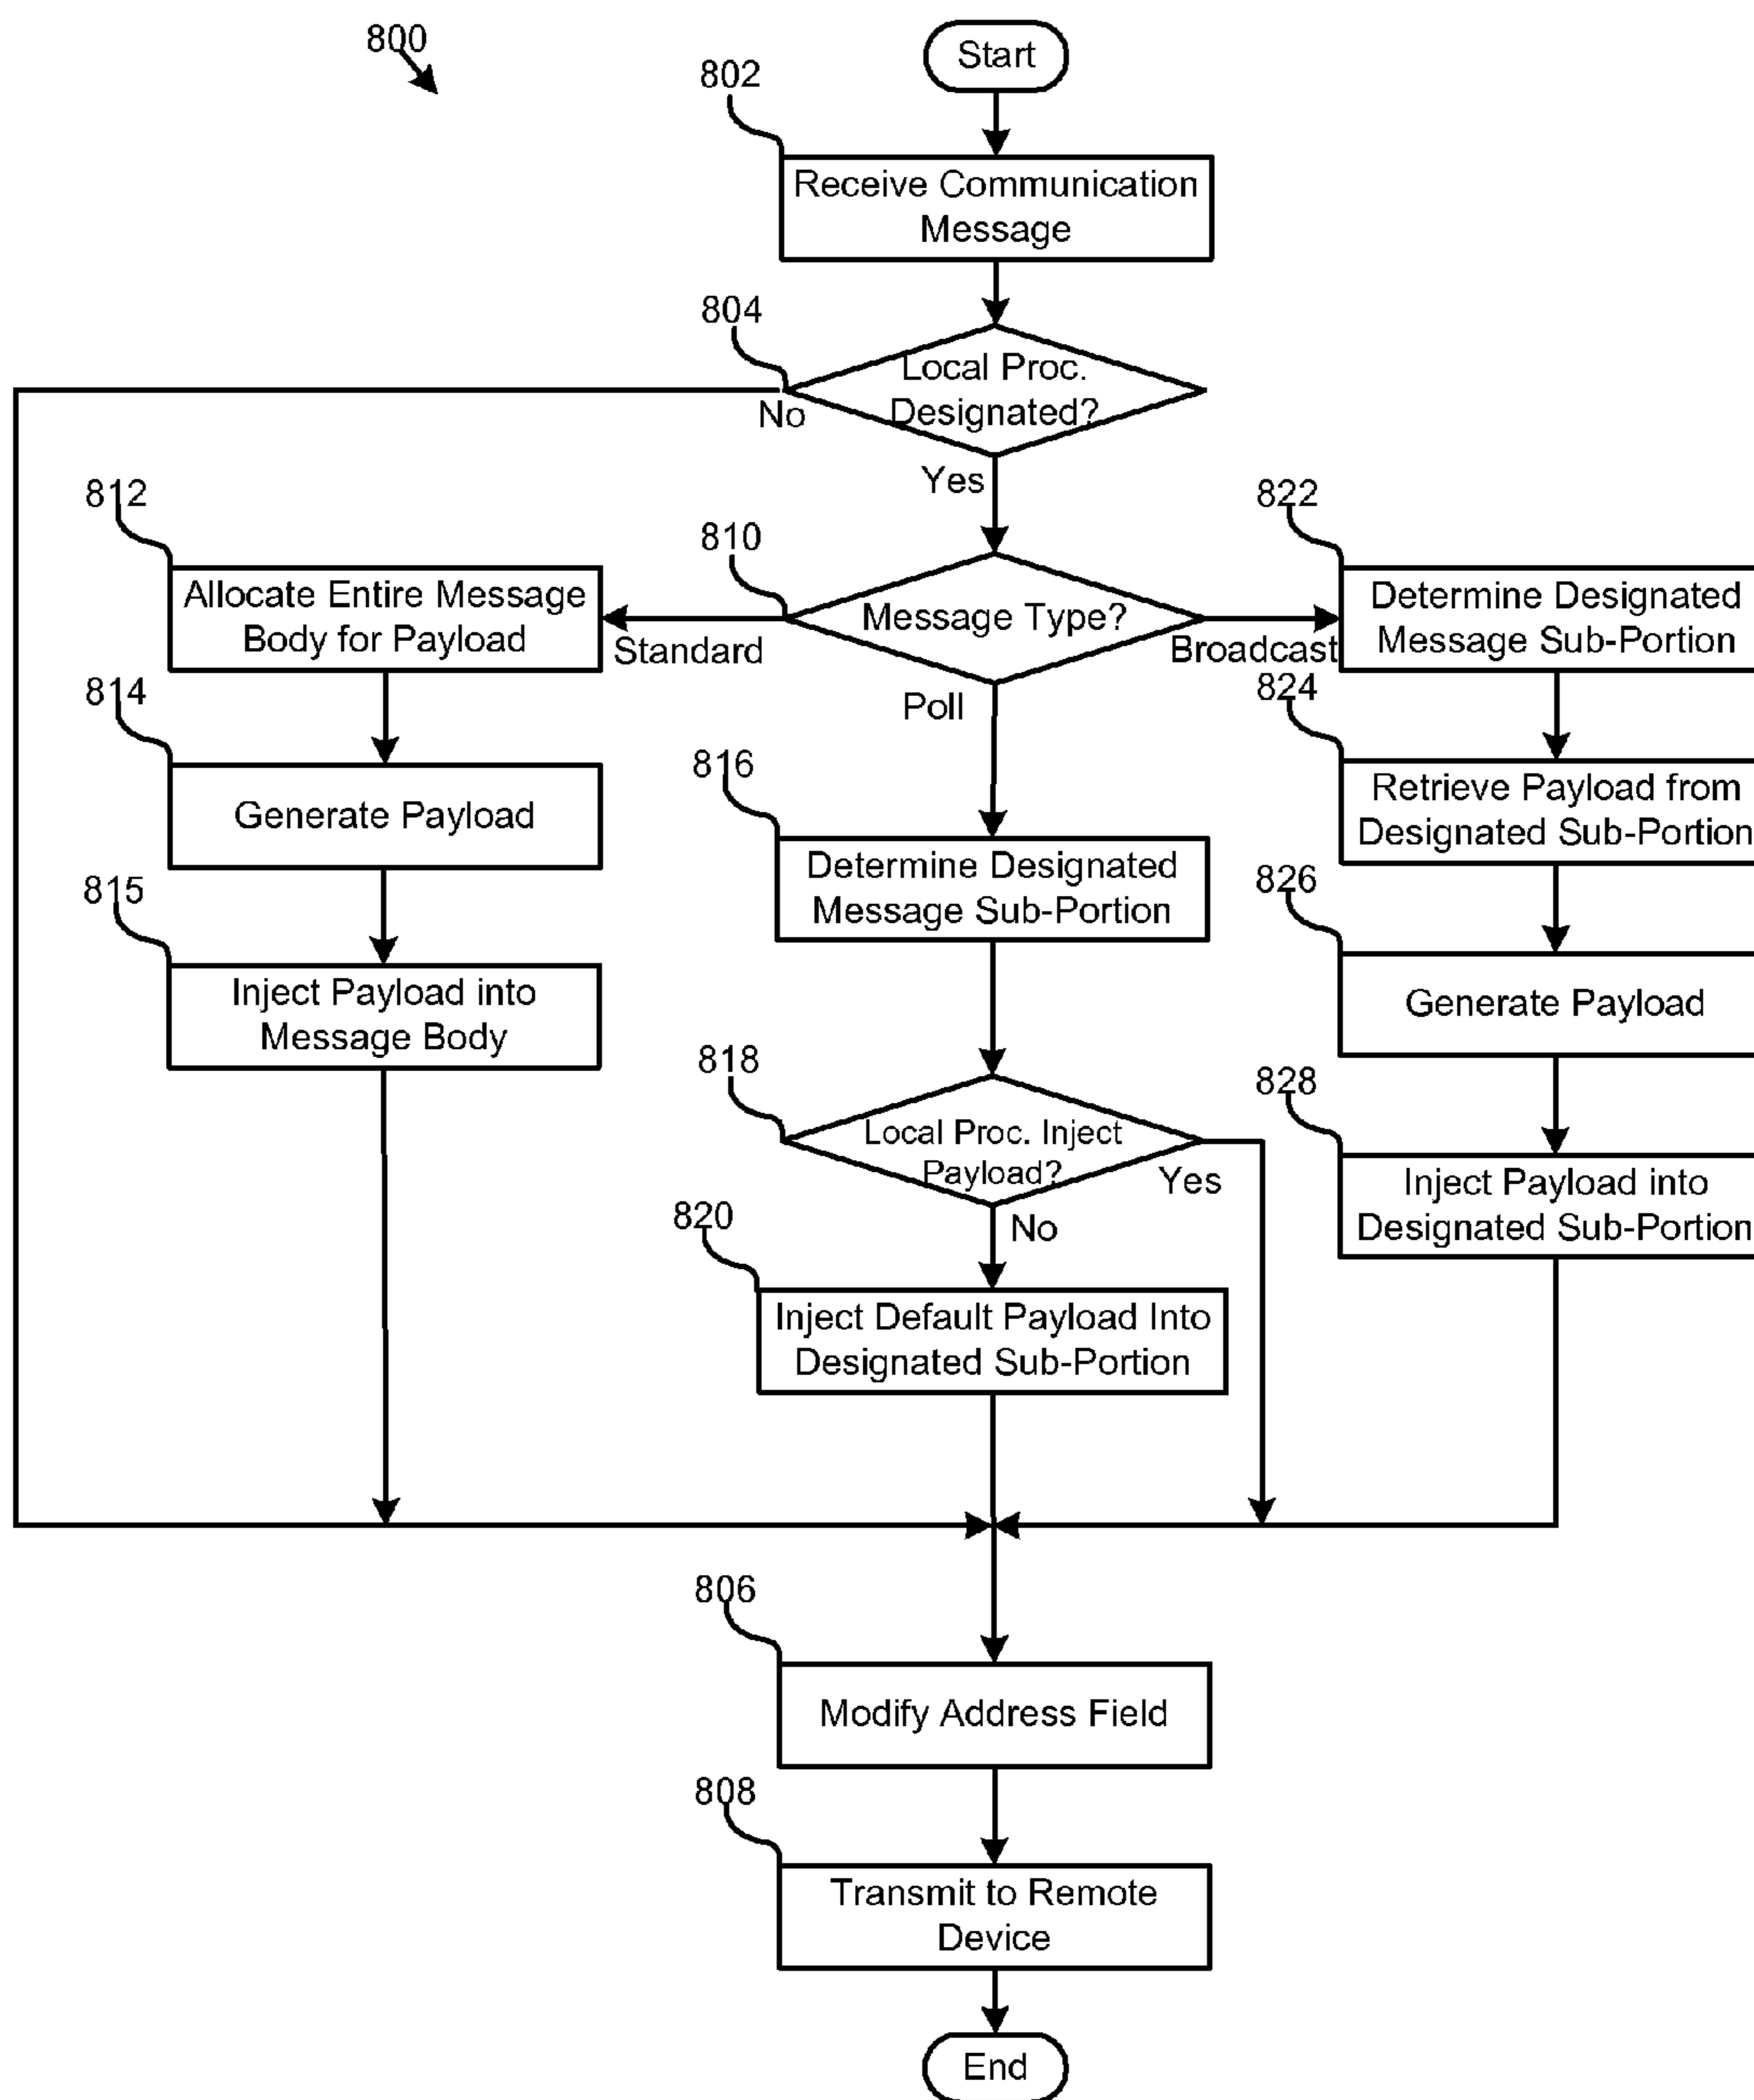 800
Start
802
Receive Communication
Message
804
Local Proc.
Designated?
No
Yes
812
Allocate Entire Message
Body for Payload
810
Message Type?
Standard
Broadcast
Poll
822
Determine Designated
Message Sub-Portion
814
Generate Payload
824
Retrieve Payload from
Designated Sub-Portion
816
Determine Designated
Message Sub-Portion
815
Inject Payload into
Message Body
826
Generate Payload
818
Local Proc. Inject
Payload?
Yes
No
828
Inject Payload into
Designated Sub-Portion
820
Inject Default Payload Into
Designated Sub-Portion
806
Modify Address Field
808
Transmit to Remote
Device
End